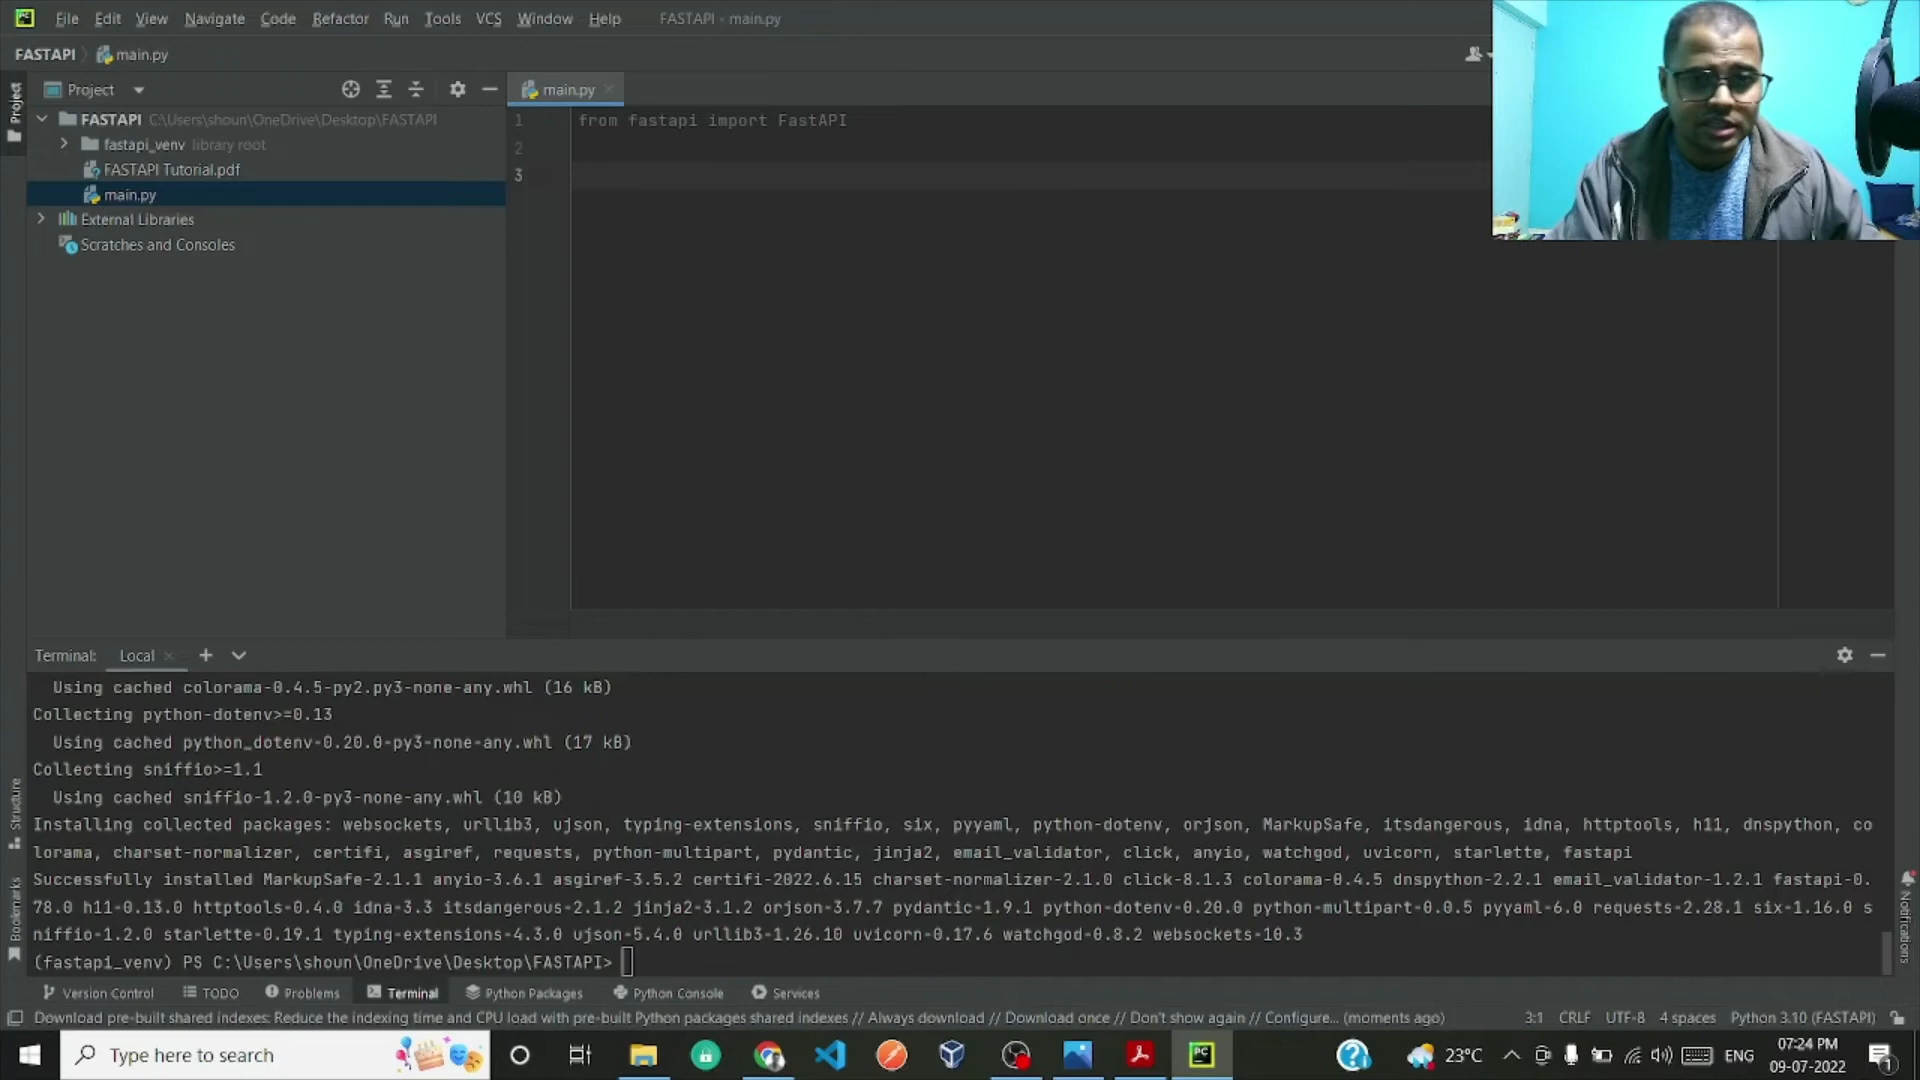 File Edit View Navigate Code Refactor Run Tools VCS Window Help FASTAPI - main.py
FASTAPI main.py
Project
Project
main.py
FASTAPI C:\Users\shoun\OneDrive\Desktop\FASTAPI
fastapi_venv library root
FASTAPI Tutorial.pdf
main.py
External Libraries
Scratches and Consoles
1 from fastapi import FastAPI
2
3
Terminal: Local
Using cached colorama-0.4.5-py2.py3-none-any.whl (16 kB)
Collecting python-dotenv>=0.13
Using cached python_dotenv-0.20.0-py3-none-any.whl (17 kB)
Collecting sniffio>=1.1
Using cached sniffio-1.2.0-py3-none-any.whl (10 kB)
Installing collected packages: websockets, urllib3, ujson, typing-extensions, sniffio, six, pyyaml, python-dotenv, orjson, MarkupSafe, itsdangerous, idna, httptools, h11, dnspython, co
lorama, charset-normalizer, certifi, asgiref, requests, python-multipart, pydantic, jinja2, email_validator, click, anyio, watchgod, uvicorn, starlette, fastapi
Successfully installed MarkupSafe-2.1.1 anyio-3.6.1 asgiref-3.5.2 certifi-2022.6.15 charset-normalizer-2.1.0 click-8.1.3 colorama-0.4.5 dnspython-2.2.1 email_validator-1.2.1 fastapi-0.
78.0 h11-0.13.0 httptools-0.4.0 idna-3.3 itsdangerous-2.1.2 jinja2-3.1.2 orjson-3.7.7 pydantic-1.9.1 python-dotenv-0.20.0 python-multipart-0.0.5 pyyaml-6.0 requests-2.28.1 six-1.16.0 s
niffio-1.2.0 starlette-0.19.1 typing-extensions-4.3.0 ujson-5.4.0 urllib3-1.26.10 uvicorn-0.17.6 watchgod-0.8.2 websockets-10.3
(fastapi_venv) PS C:\Users\shoun\OneDrive\Desktop\FASTAPI>
Structure
Bookmarks
Notifications
Version Control TODO Problems Terminal Python Packages Python Console Services
Download pre-built shared indexes: Reduce the indexing time and CPU load with pre-built Python packages shared indexes // Always download // Download once // Don't show again // Configure... (moments ago) 3:1 CRLF UTF-8 4 spaces Python 3.10 (FASTAPI)
Type here to search PC 23°C ENG 07:24 PM
09-07-2022 1